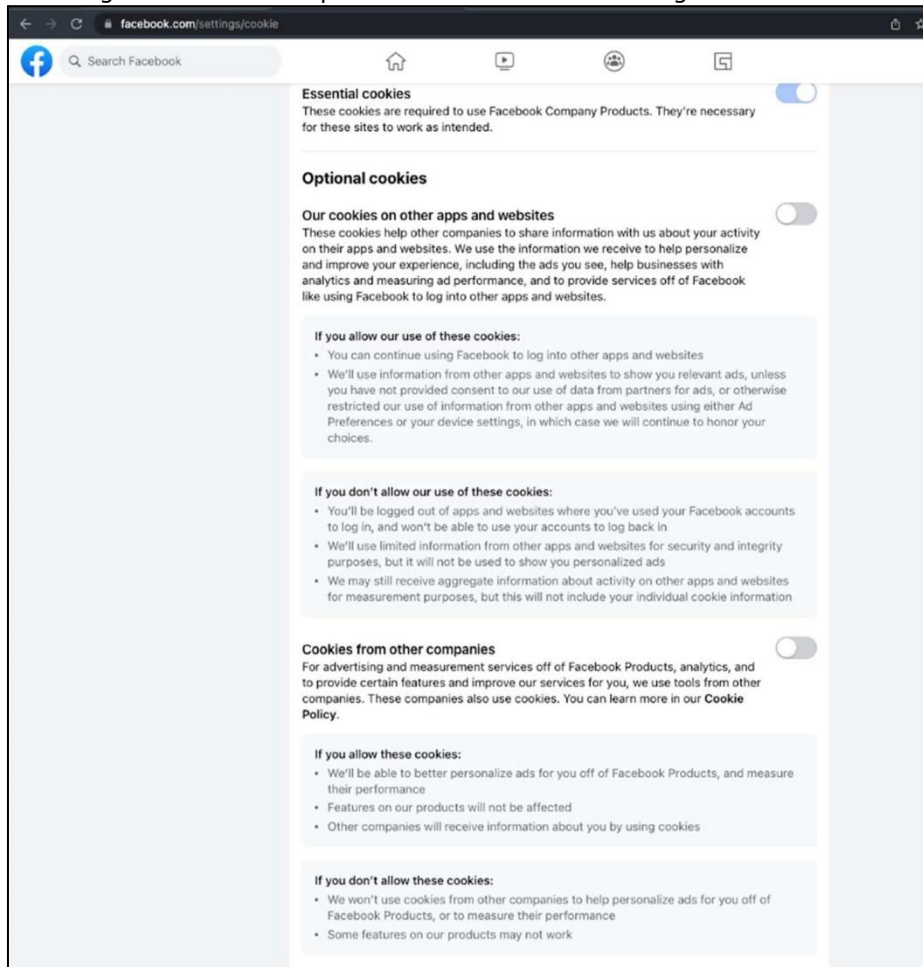 facebook.com/settings/cookie
Search Facebook
Essential cookies
These cookies are required to use Facebook Company Products. They're necessary
for these sites to work as intended.
Optional cookies
Our cookies on other apps and websites
These cookies help other companies to share information with us about your activity
on their apps and websites. We use the information we receive to help personalize
and improve your experience, including the ads you see, help businesses with
analytics and measuring ad performance, and to provide services off of Facebook
like using Facebook to log into other apps and websites.
If you allow our use of these cookies:
• You can continue using Facebook to log into other apps and websites
• We'll use information from other apps and websites to show you relevant ads, unless
you have not provided consent to our use of data from partners for ads, or otherwise
restricted our use of information from other apps and websites using either Ad
Preferences or your device settings, in which case we will continue to honor your
choices.
If you don't allow our use of these cookies:
• You'll be logged out of apps and websites where you've used your Facebook accounts
to log in, and won't be able to use your accounts to log back in
• We'll use limited information from other apps and websites for security and integrity
purposes, but it will not be used to show you personalized ads
• We may still receive aggregate information about activity on other apps and websites
for measurement purposes, but this will not include your individual cookie information
Cookies from other companies
For advertising and measurement services off of Facebook Products, analytics, and
to provide certain features and improve our services for you, we use tools from other
companies. These companies also use cookies. You can learn more in our Cookie
Policy.
If you allow these cookies:
• We'll be able to better personalize ads for you off of Facebook Products, and measure
their performance
• Features on our products will not be affected
• Other companies will receive information about you by using cookies
If you don't allow these cookies:
• We won't use cookies from other companies to help personalize ads for you off of
Facebook Products, or to measure their performance
• Some features on our products may not work